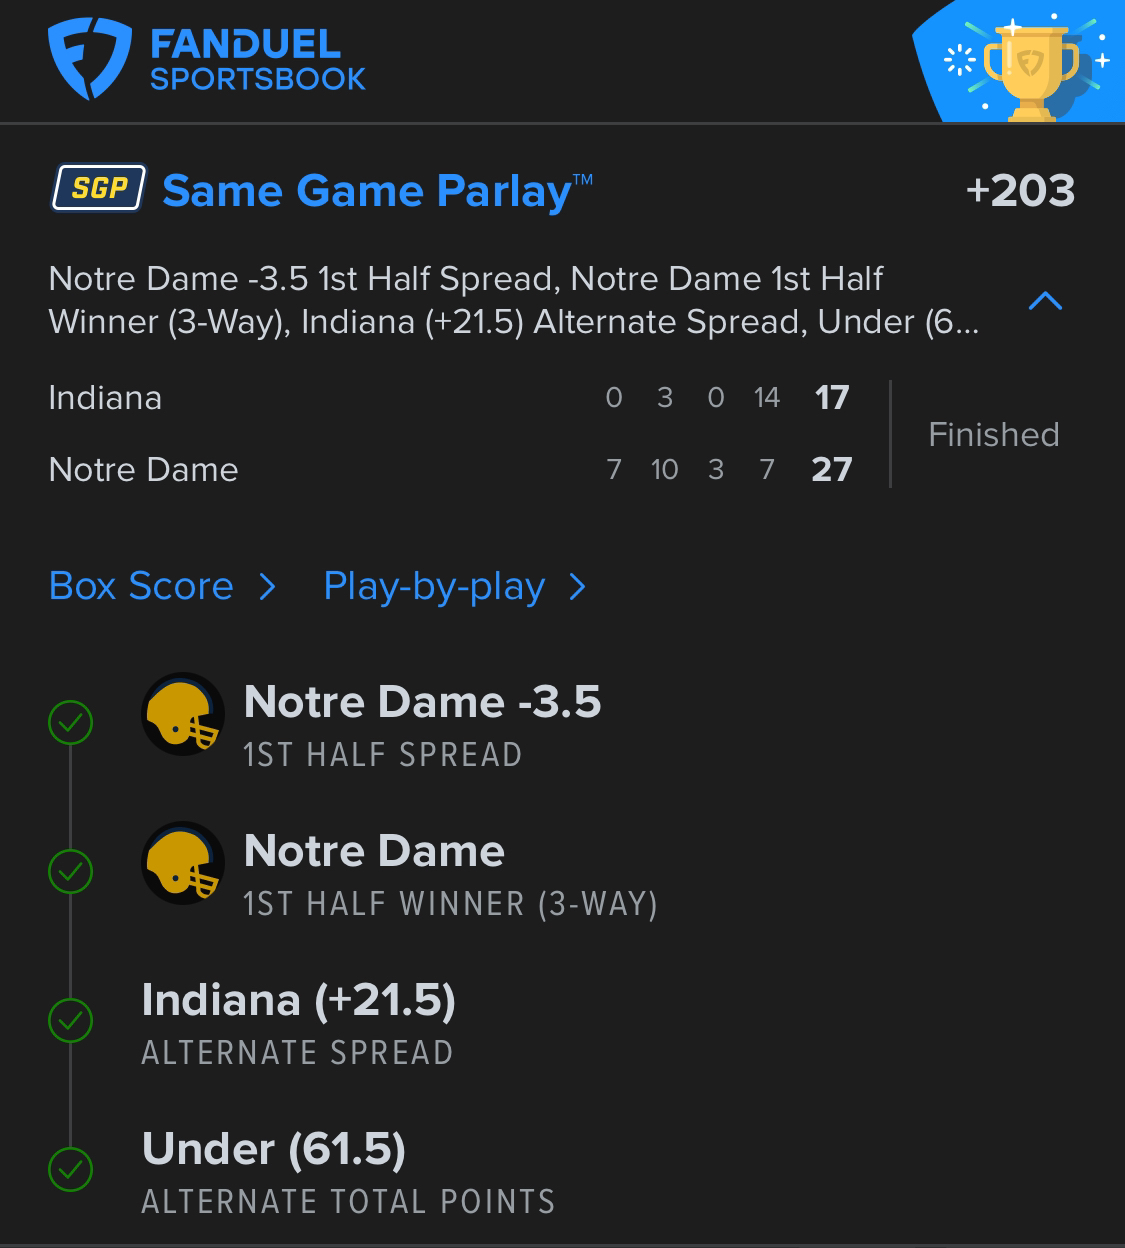 FANDUEL
SPORTSBOOK
SGP Same Game Parlay™ +203
Notre Dame -3.5 1st Half Spread, Notre Dame 1st Half
Winner (3-Way), Indiana (+21.5) Alternate Spread, Under (6...
Indiana 0 3 0 14 17
Finished
Notre Dame 7 10 3 7 27
Box Score Play-by-play
Notre Dame -3.5
1ST HALF SPREAD
Notre Dame
1ST HALF WINNER (3-WAY)
Indiana (+21.5)
ALTERNATE SPREAD
Under (61.5)
ALTERNATE TOTAL POINTS